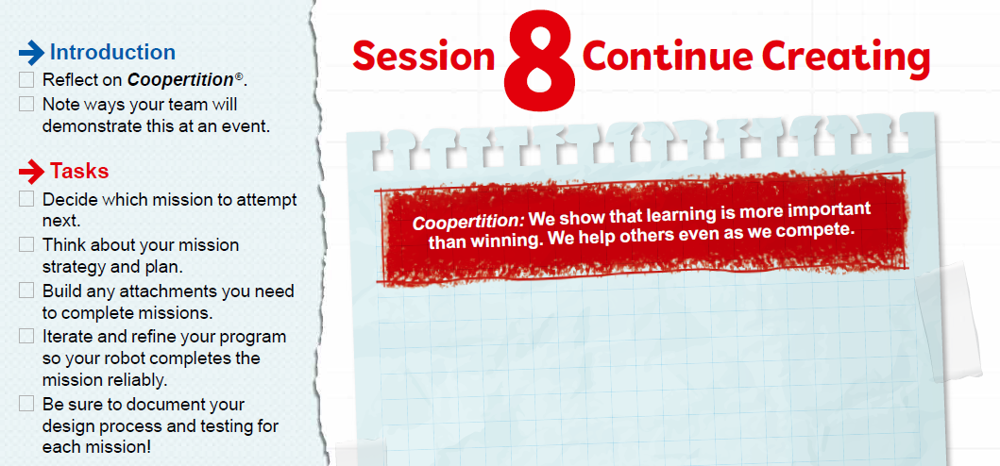 Introduction
Reflect on Coopertition®.
Note ways your team will
demonstrate this at an event.
Tasks
Decide which mission to attempt
next.
Think about your mission
strategy and plan.
Build any attachments you need
to complete missions.
Iterate and refine your program
so your robot completes the
mission reliably.
Be sure to document your
design process and testing for
each mission!
Session 8 Continue Creating
Coopertition: We show that learning is more important
than winning. We help others even as we compete.